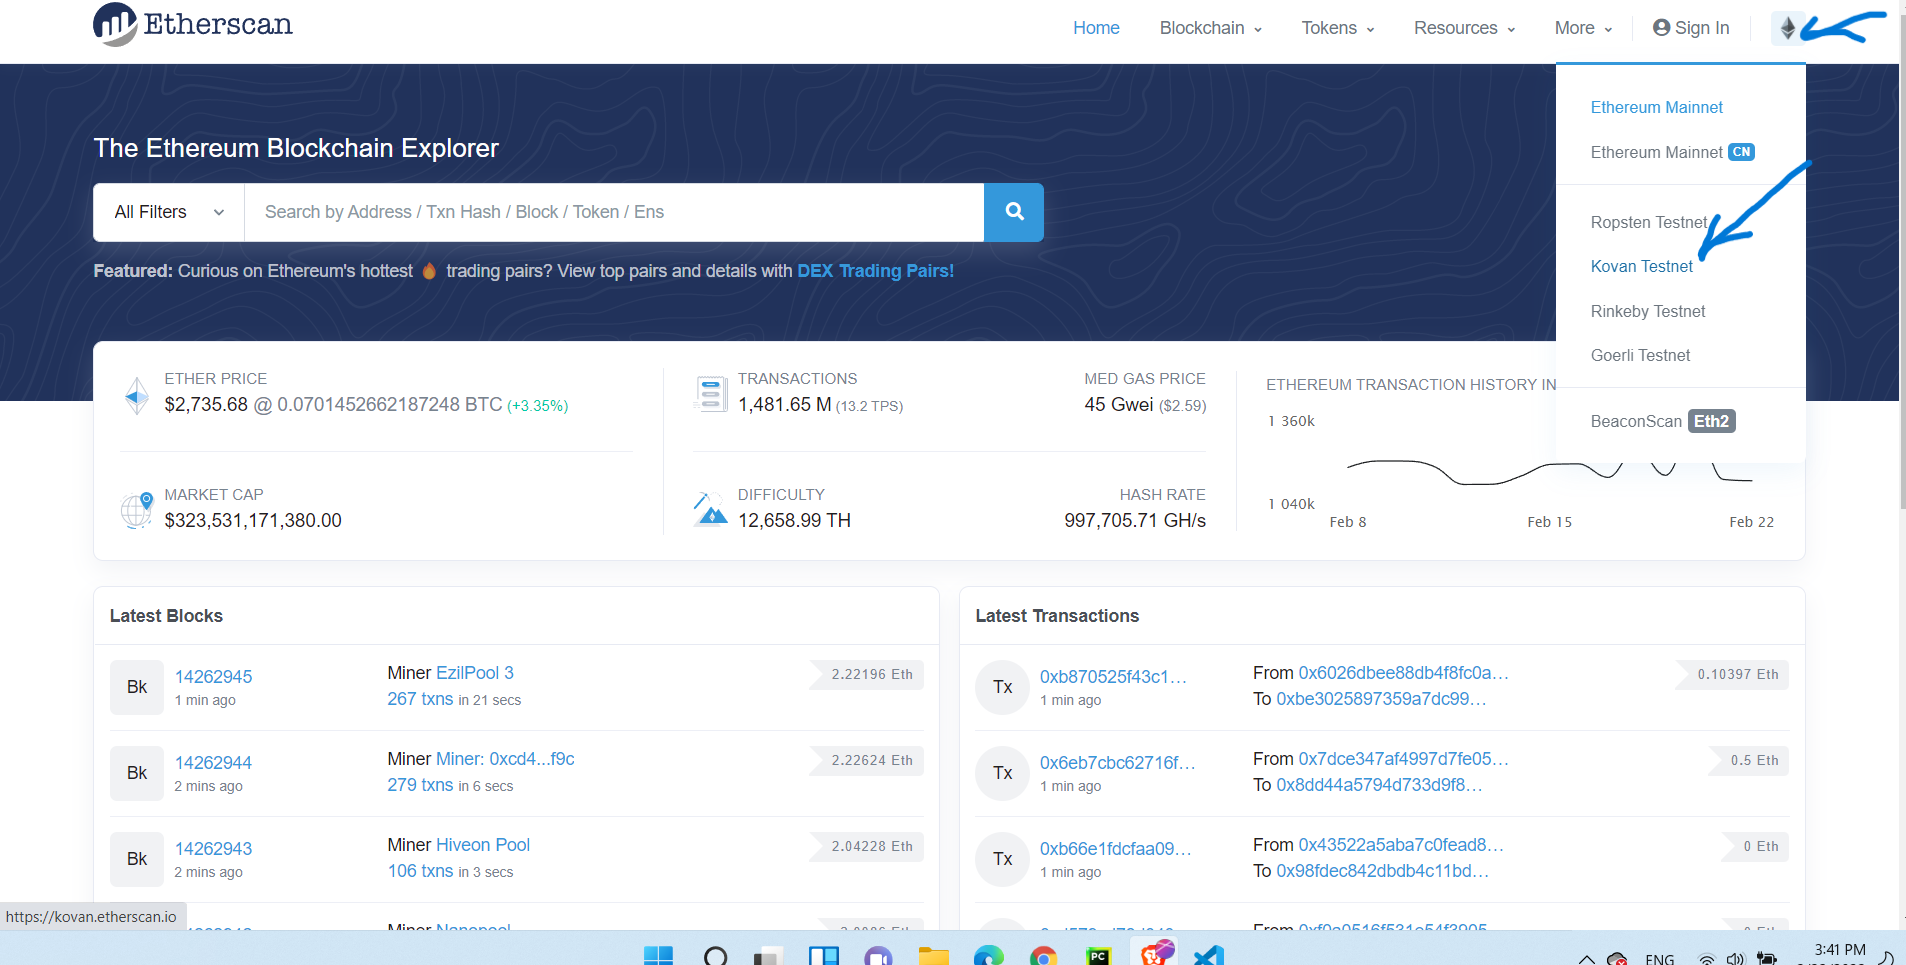 Etherscan
Home Blockchain Tokens Resources More Sign In
Ethereum Mainnet
Ethereum Mainnet CN
Ropsten Testnet
Kovan Testnet
Rinkeby Testnet
Goerli Testnet
BeaconScan Eth2
The Ethereum Blockchain Explorer
All Filters Search by Address / Txn Hash / Block / Token / Ens
Featured: Curious on Ethereum's hottest trading pairs? View top pairs and details with DEX Trading Pairs!
ETHER PRICE
$2,735.68 @ 0.0701452662187248 BTC (+3.35%)
MARKET CAP
$323,531,171,380.00
TRANSACTIONS
1,481.65 M (13.2 TPS)
MED GAS PRICE
45 Gwei ($2.59)
DIFFICULTY
12,658.99 TH
HASH RATE
997,705.71 GH/s
ETHEREUM TRANSACTION HISTORY IN
1 360k
1 040k
Feb 8 Feb 15 Feb 22
Latest Blocks
Bk 14262945 Miner EzilPool 3 2.22196 Eth
1 min ago 267 txns in 21 secs
Bk 14262944 Miner Miner: 0xcd4...f9c 2.22624 Eth
2 mins ago 279 txns in 6 secs
Bk 14262943 Miner Hiveon Pool 2.04228 Eth
2 mins ago 106 txns in 3 secs
Miner Nanopool
Latest Transactions
Tx 0xb870525f43c1... From 0x6026dbee88db4f8fc0a... 0.10397 Eth
1 min ago To 0xbe3025897359a7dc99...
Tx 0x6eb7cbc62716f... From 0x7dce347af4997d7fe05... 0.5 Eth
1 min ago To 0x8dd44a5794d733d9f8...
Tx 0xb66e1fdcfaa09... From 0x43522a5aba7c0fead8... 0 Eth
1 min ago To 0x98fdec842dbdb4c11bd...
From
https://kovan.etherscan.io
PC
ENG
3:41 PM